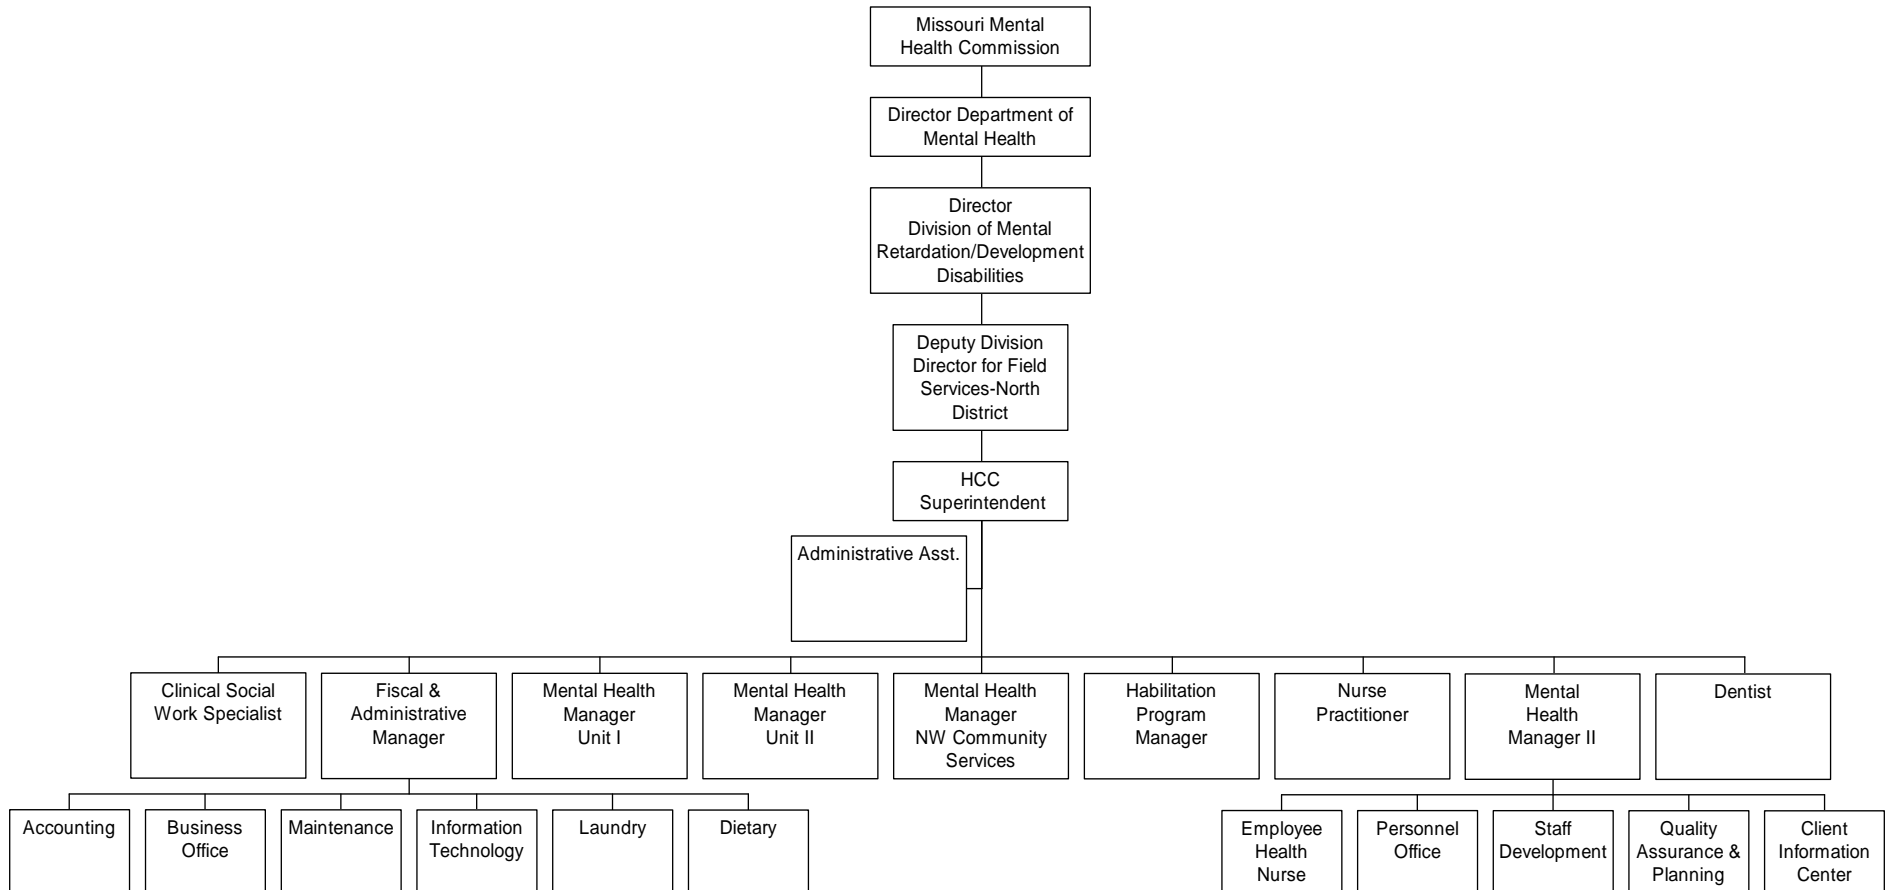 Missouri Mental
Health Commission
Director Department of
Mental Health
Director
Division of Mental
Retardation/Development
Disabilities
Deputy Division
Director for Field
Services-North
District
HCC
Superintendent
Administrative Asst.
Clinical Social
Work Specialist
Fiscal &
Administrative
Manager
Mental Health
Manager
Unit I
Mental Health
Manager
Unit II
Mental Health
Manager
NW Community
Services
Habilitation
Program
Manager
Nurse
Practitioner
Mental
Health
Manager II
Dentist
Accounting
Business
Office
Maintenance
Information
Technology
Laundry
Dietary
Employee
Health
Nurse
Personnel
Office
Staff
Development
Quality
Assurance &
Planning
Client
Information
Center